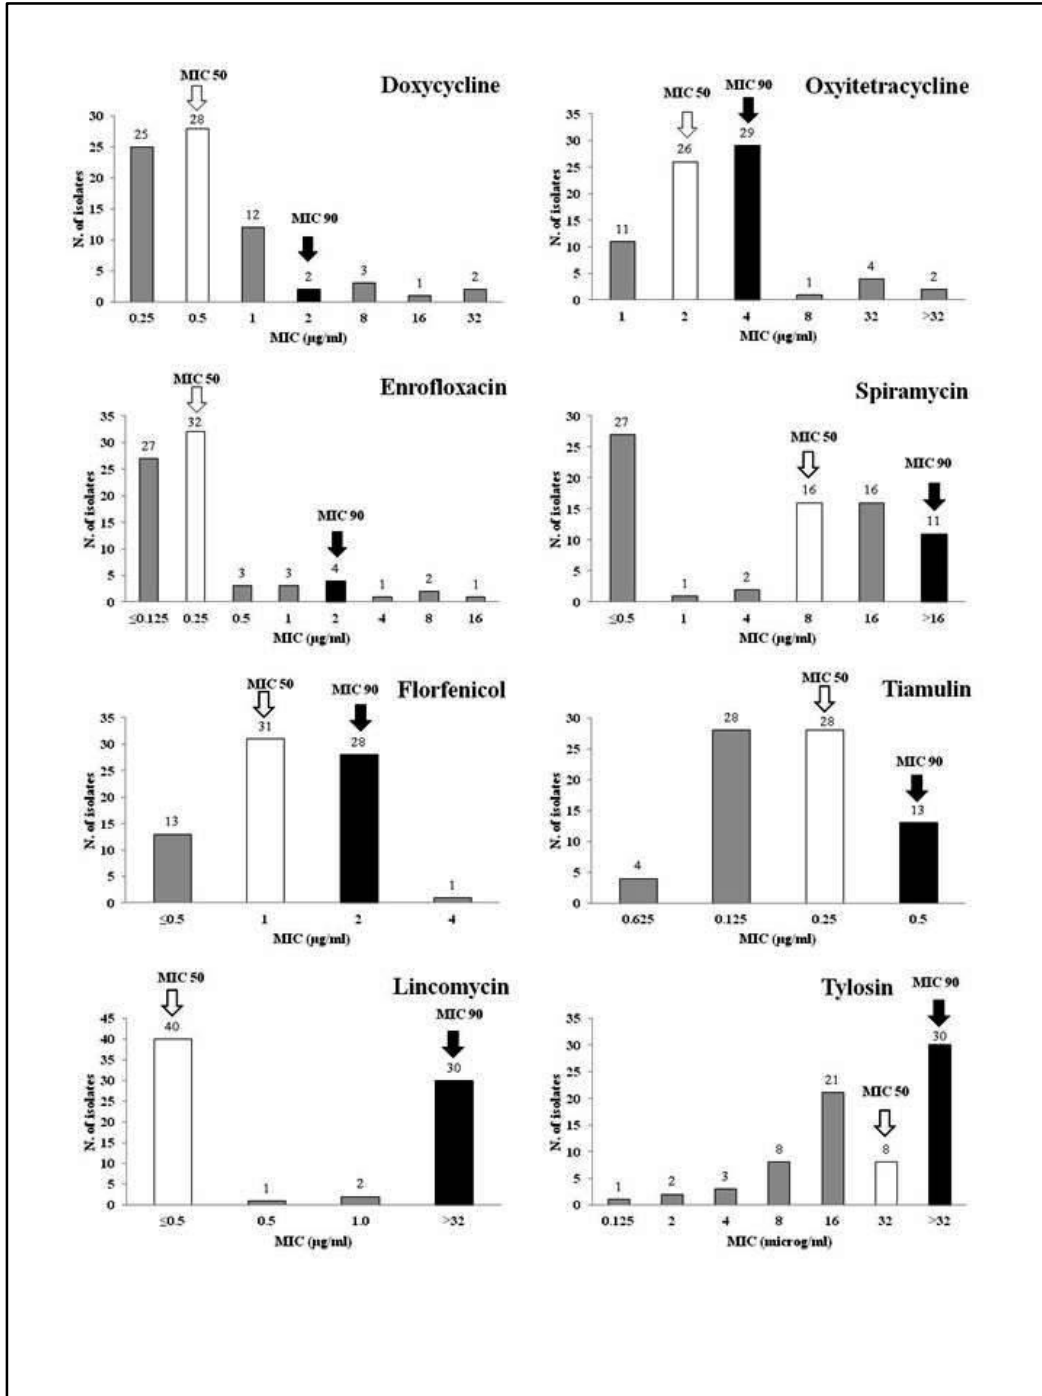 MIC 50
Doxycycline
MIC 90
N. of isolates
30
25
20
15
10
5
0
25
28
12
2
3
1
2
0.25 0.5 1 2 8 16 32
MIC (µg/ml)
Oxyitetracycline
MIC 50
MIC 90
N. of isolates
35
30
25
20
15
10
5
0
11
26
29
1
4
2
1 2 4 8 32 >32
MIC (µg/ml)
MIC 50
Enrofloxacin
MIC 90
N. of isolates
35
30
25
20
15
10
5
0
27
32
3
3
4
1
2
1
≤0.125 0.25 0.5 1 2 4 8 16
MIC (µg/ml)
Spiramycin
MIC 50
MIC 90
N. of isolates
30
25
20
15
10
5
0
27
1
2
16
16
11
≤0.5 1 4 8 16 >16
MIC (µg/ml)
MIC 50
MIC 90
Florfenicol
N. of isolates
35
30
25
20
15
10
5
0
13
31
28
1
≤0.5 1 2 4
MIC (µg/ml)
MIC 50
Tiamulin
MIC 90
N. of isolates
30
25
20
15
10
5
0
4
28
28
13
0.625 0.125 0.25 0.5
MIC (µg/ml)
MIC 50
Lincomycin
MIC 90
N. of isolates
45
40
35
30
25
20
15
10
5
0
40
1
2
30
≤0.5 0.5 1.0 >32
MIC (µg/ml)
Tylosin
MIC 90
MIC 50
N. of isolates
35
30
25
20
15
10
5
0
1
2
3
8
21
8
30
0.125 2 4 8 16 32 >32
MIC (microg/ml)